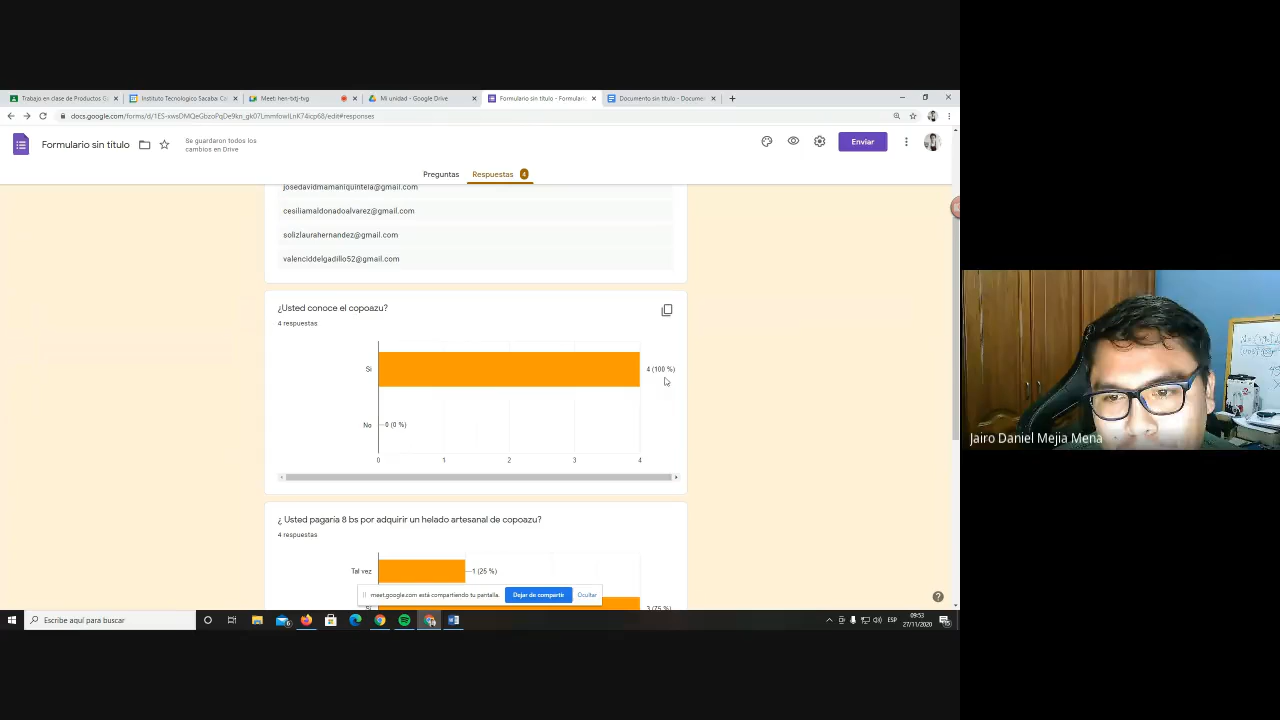 Trabajo en clase de Productos G
Instituto Tecnologico Sacaba: Ca
Meet: hen-txtj-tvg
Mi unidad - Google Drive
Formulario sin título - Formulari
Documento sin título - Docume
Formulario sin título
Se guardaron todos los
cambios en Drive
Enviar
Preguntas
Respuestas
4
josedavidmamaniquintela@gmail.com
cesiliamaldonadoalvarez@gmail.com
solizlaurahernandez@gmail.com
valenciddelgadillo52@gmail.com
¿Usted conoce el copoazu?
4 respuestas
Si
4 (100 %)
No
0 (0 %)
0 1 2 3 4
¿ Usted pagaría 8 bs por adquirir un helado artesanal de copoazu?
4 respuestas
Tal vez
1 (25 %)
3 (75 %)
meet.google.com está compartiendo tu pantalla.
Dejar de compartir
Ocultar
Escribe aquí para buscar
ESP
09:53
27/11/2020
Jairo Daniel Mejia Mena